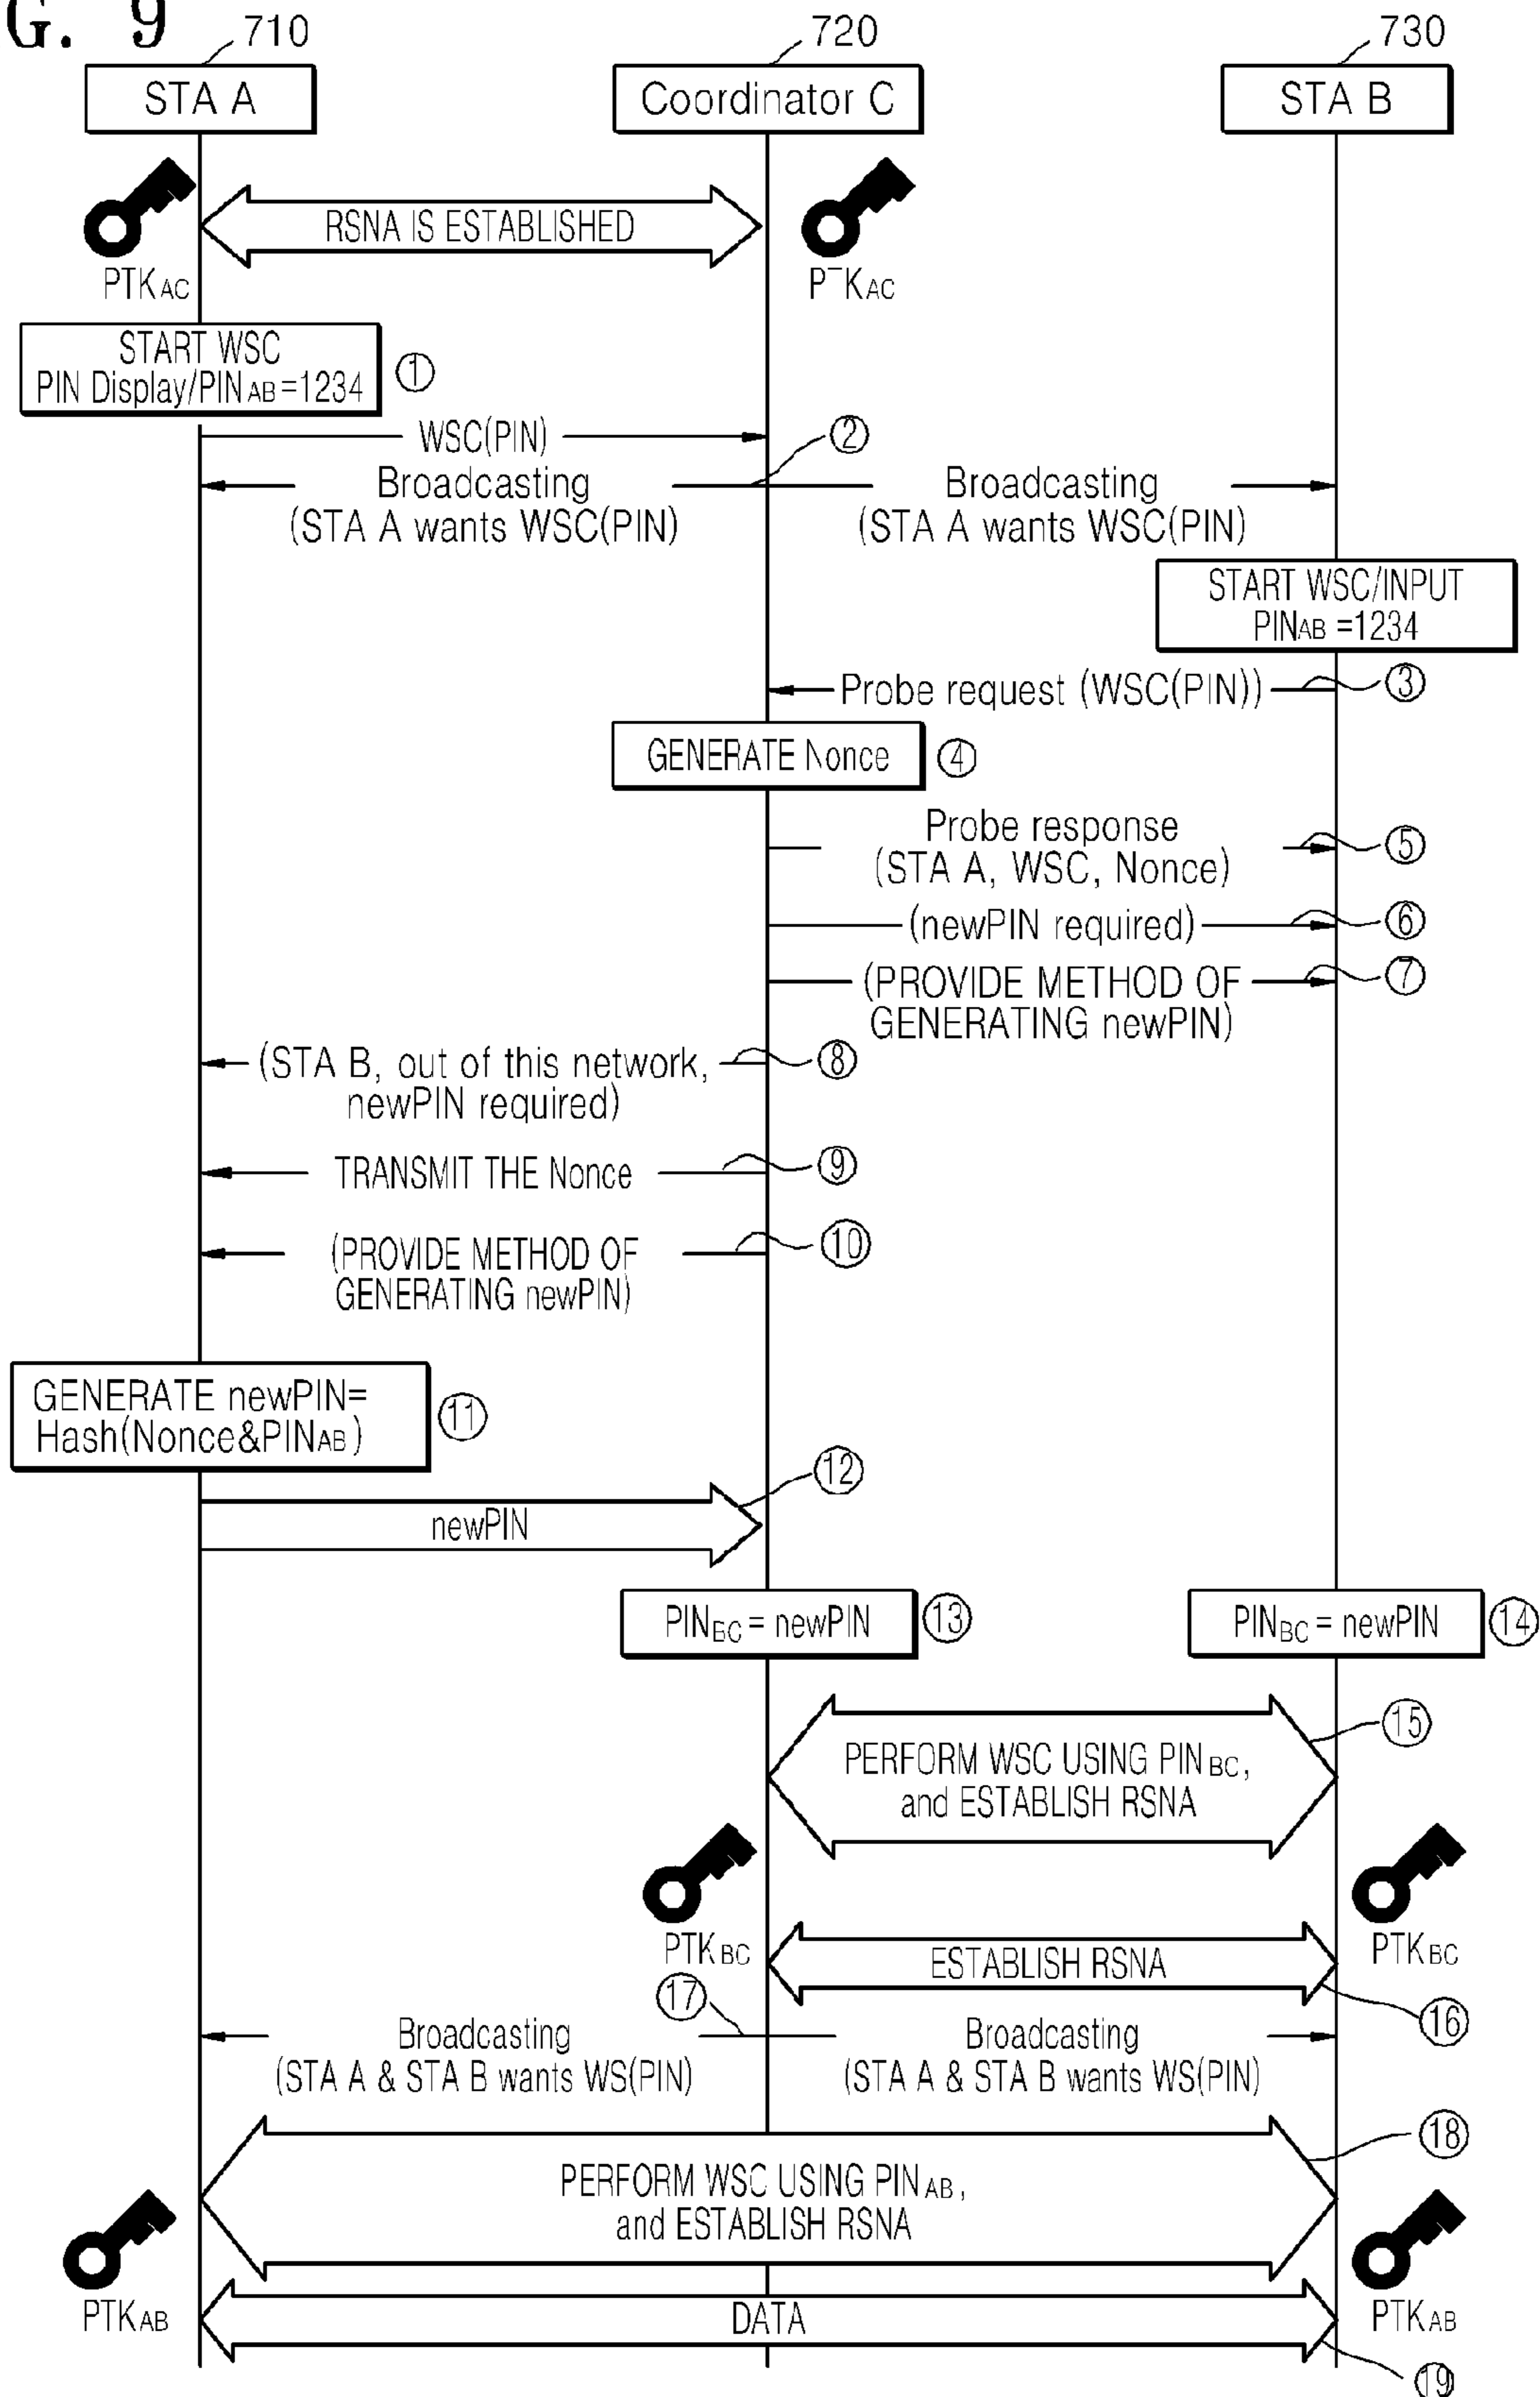 G. 9
710
720
730
STA A
Coordinator C
STA B
RSNA IS ESTABLISHED
PTKAC
PTKAC
START WSC
PIN Display/PINAB=1234
①
WSC(PIN)
②
Broadcasting
(STA A wants WSC(PIN)
Broadcasting
(STA A wants WSC(PIN)
START WSC/INPUT
PINAB =1234
Probe request (WSC(PIN))
③
GENERATE Nonce
④
Probe response
(STA A, WSC, Nonce)
⑤
(newPIN required)
⑥
(PROVIDE METHOD OF
GENERATING newPIN)
⑦
(STA B, out of this network,
newPIN required)
⑧
TRANSMIT THE Nonce
⑨
(PROVIDE METHOD OF
GENERATING newPIN)
⑩
GENERATE newPIN=
Hash(Nonce&PINAB)
⑪
newPIN
⑫
PINBC = newPIN
⑬
PINBC = newPIN
⑭
PERFORM WSC USING PINBC,
and ESTABLISH RSNA
⑮
PTKBC
PTKBC
ESTABLISH RSNA
⑯
⑰
Broadcasting
(STA A & STA B wants WS(PIN)
Broadcasting
(STA A & STA B wants WS(PIN)
PERFORM WSC USING PINAB,
and ESTABLISH RSNA
⑱
PTKAB
PTKAB
DATA
⑲